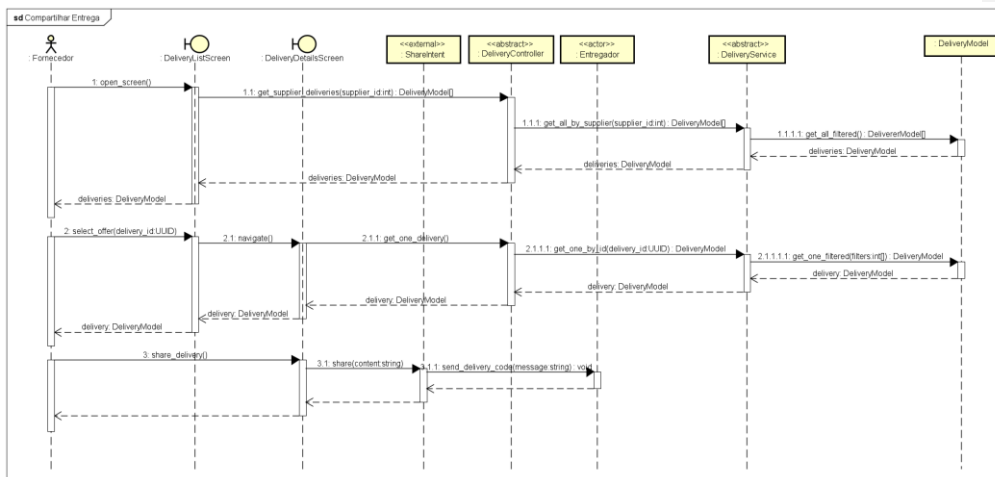 sd Compartilhar Entrega
: Fornecedor
: DeliveryListScreen
: DeliveryDetailsScreen
<<external>>
: ShareIntent
<<abstract>>
: DeliveryController
<<actor>>
: Entregador
<<abstract>>
: DeliveryService
: DeliveryModel
1: open_screen()
1.1: get_supplier_deliveries(supplier_id:int) : DeliveryModel[]
1.1.1: get_all_by_supplier(supplier_id:int) : DeliveryModel[]
1.1.1.1: get_all_filtered() : DelivererModel[]
deliveries: DeliveryModel
deliveries: DeliveryModel
deliveries: DeliveryModel
deliveries: DeliveryModel
2: select_offer(delivery_id:UUID)
2.1: navigate()
2.1.1: get_one_delivery()
2.1.1.1: get_one_by_id(delivery_id:UUID) : DeliveryModel
2.1.1.1.1: get_one_filtered(filters:int[]) : DeliveryModel
delivery: DeliveryModel
delivery: DeliveryModel
delivery: DeliveryModel
delivery: DeliveryModel
delivery: DeliveryModel
3: share_delivery()
3.1: share(content:string)
3.1.1: send_delivery_code(message:string) : void